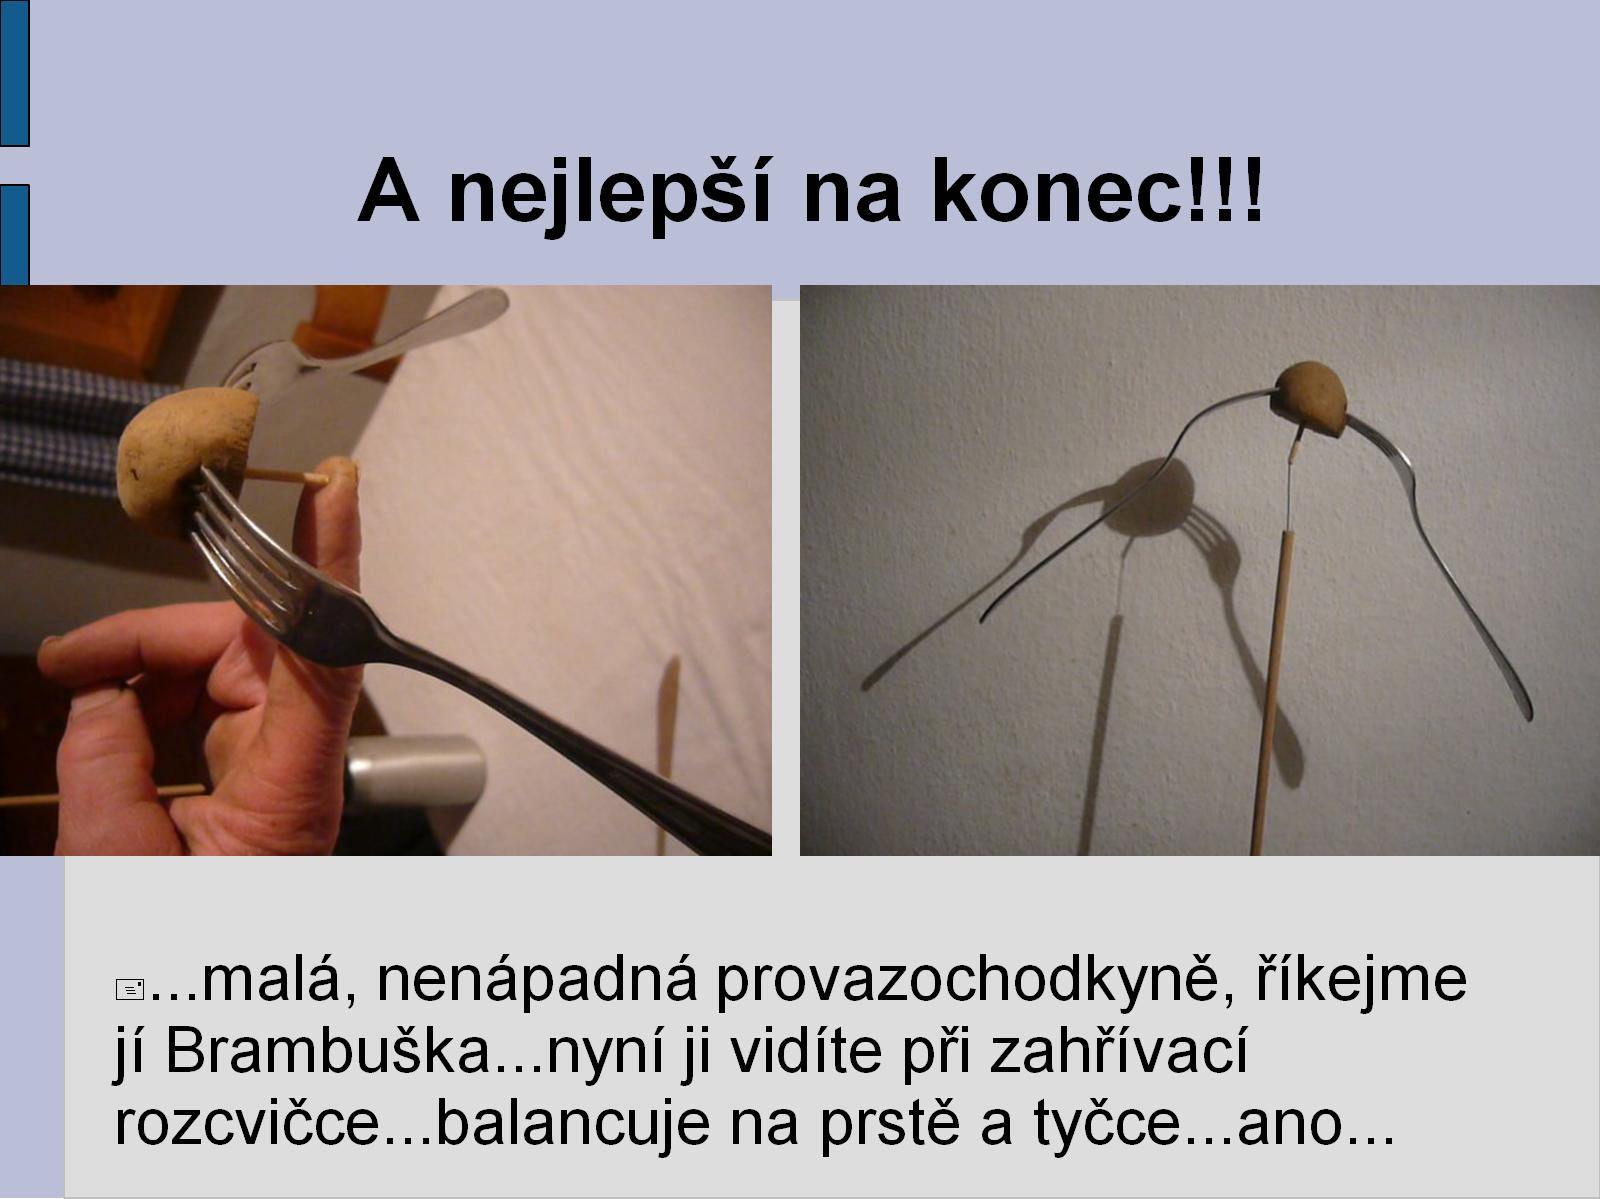 A nejlepší na konec!!!
...malá, nenápadná provazochodkyně, říkejme
jí Brambuška...nyní ji vidíte při zahřívací
rozcvičce...balancuje na prstě a tyčce...ano...